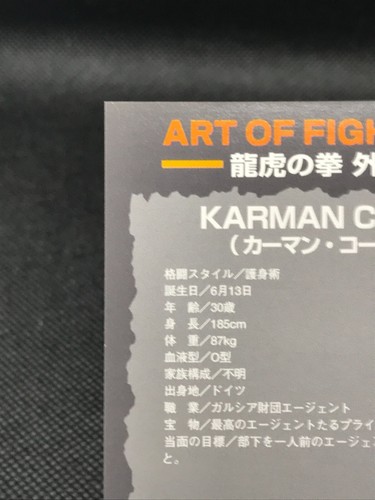 ART OF FIGH
龍虎の拳 外
KARMAN C
(カーマン・コー
格闘スタイル／護身術
誕生日／6月13日
年　齢／30歳
身　長／185cm
体　重／87kg
血液型／O型
家族構成／不明
出身地／ドイツ
職　業／ガルシア財団エージェント
宝　物／最高のエージェントたるプライ
当面の目標／部下を一人前のエージェン
と。